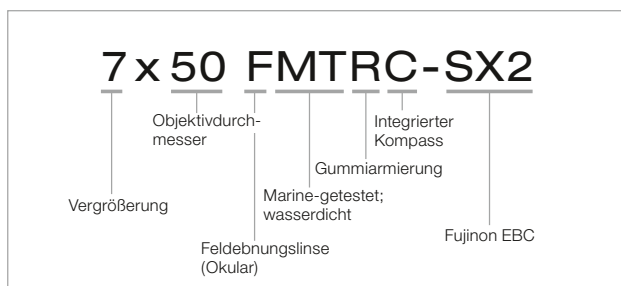 7 x 50 FMTRC-SX2
Objektivdurch-
messer
Integrierter
Kompass
Gummiarmierung
Marine-getestet;
wasserdicht
Vergrößerung
Fujinon EBC
Feldebnungslinse
(Okular)